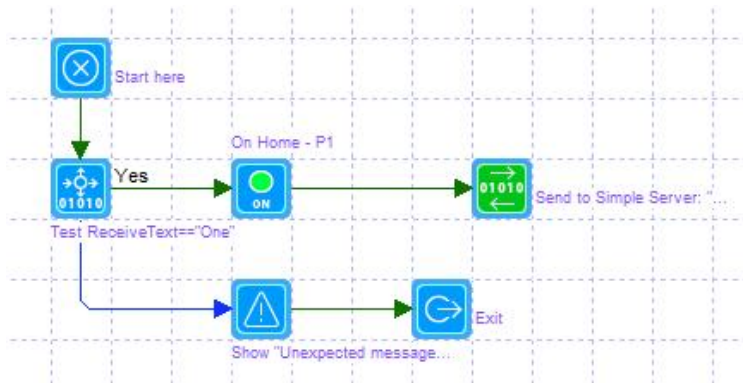 Start here
On Home - P1
Yes
01010
ON
01010
Send to Simple Server: "...
Test ReceiveText=="One"
Exit
Show "Unexpected message...